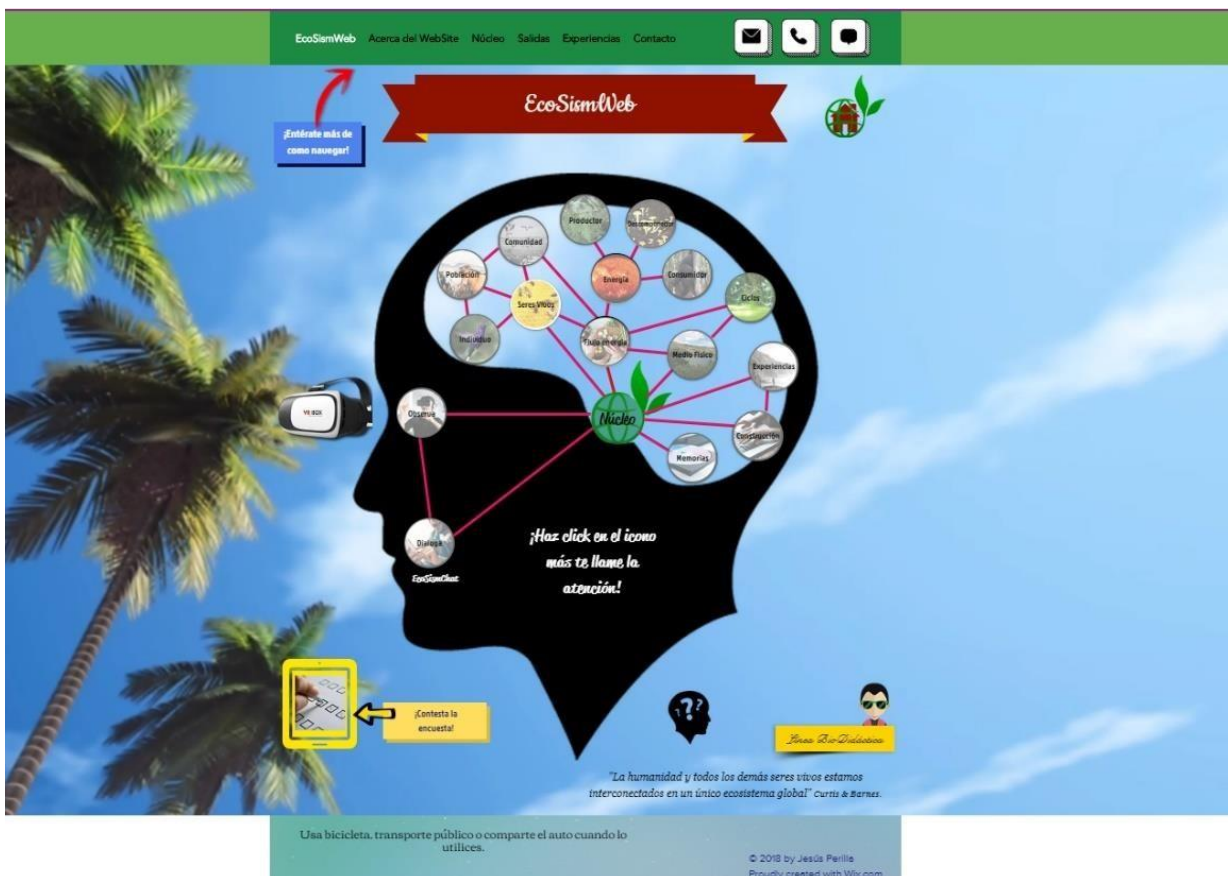 EcoSismWeb Acerca del WebSite Núcleo Salidas Experiencias Contacto
EcoSismWeb
¡Entérate más de
como navegar!
Productor
Comunidad
Población
Energía
Consumidor
Ciclos
Seres Vivos
Individuo
Flujo energía
Medio Físico
Experiencias
VR BOX
Observa
Núcleo
Construcción
Memorias
Dialoga
EcoSismChat
¡Haz click en el icono
más te llame la
atención!
¡Contesta la
encuesta!
Línea Bio-Didáctica
"La humanidad y todos los demás seres vivos estamos
interconectados en un único ecosistema global" Curtis & Barnes.
Usa bicicleta, transporte público o comparte el auto cuando lo
utilices.
© 2018 by Jesús Perilla
Proudly created with Wix.com